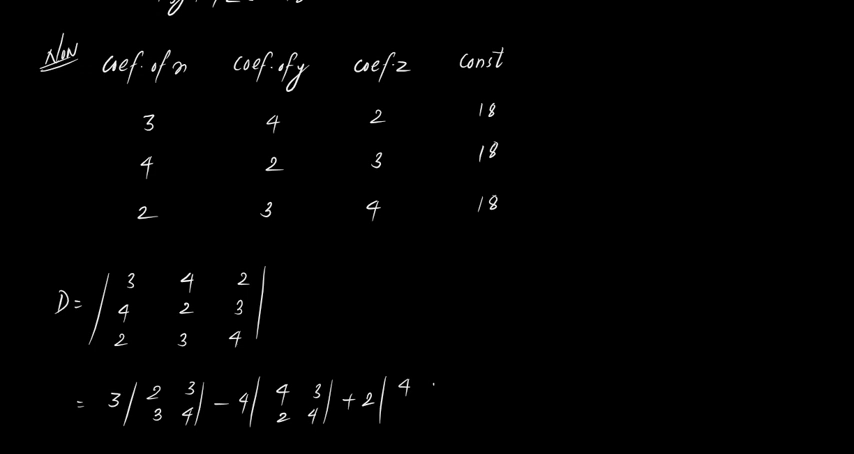 Now coef. of x coef. of y coef. z const
3 4 2 18
4 2 3 18
2 3 4 18
D = | 3 4 2 |
| 4 2 3 |
| 2 3 4 |
= 3 | 2 3 | - 4 | 4 3 | + 2 | 4
| 3 4 | | 2 4 | |